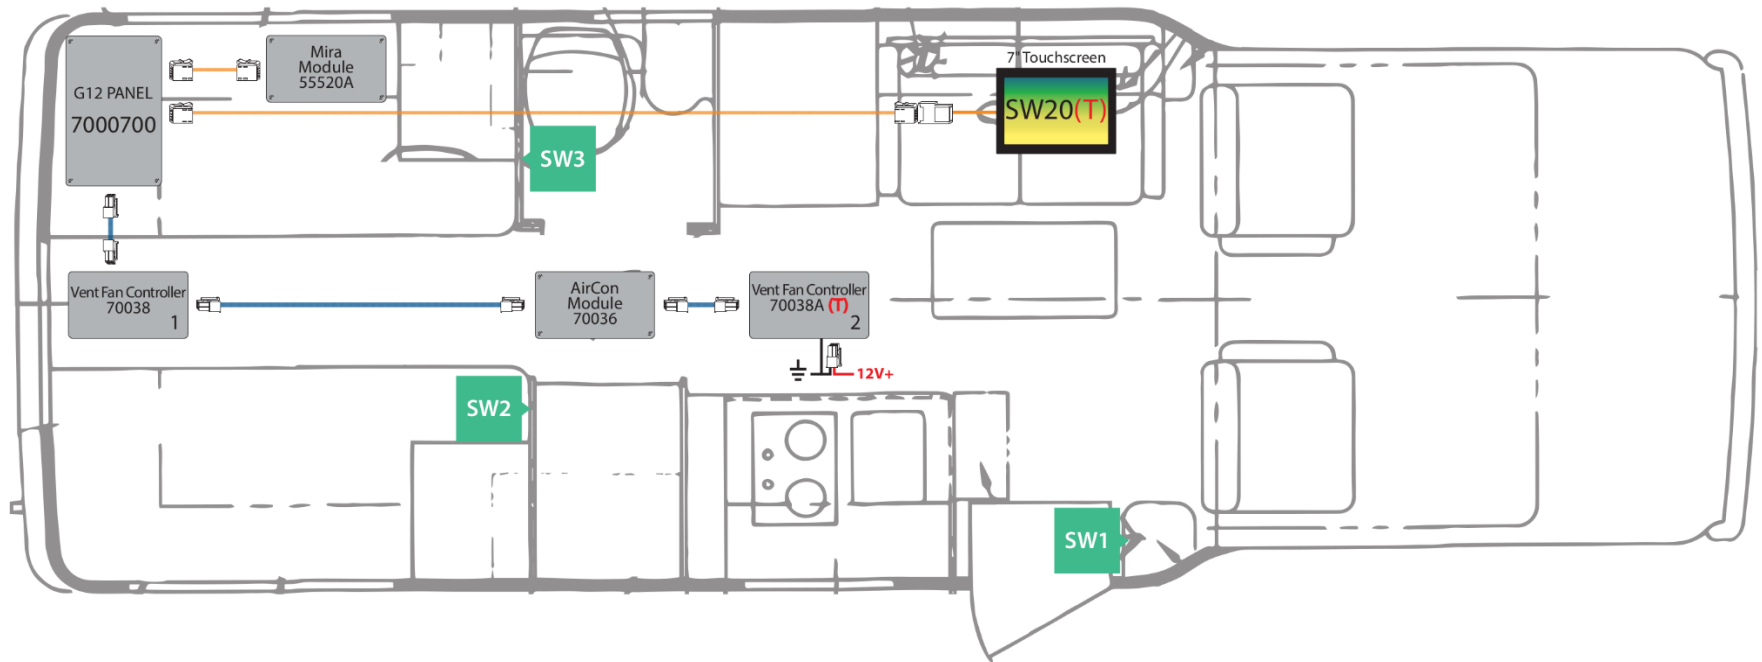 G12 PANEL
7000700
Mira
Module
55520A
7" Touchscreen
SW20(T)
SW3
Vent Fan Controller
70038
1
AirCon
Module
70036
Vent Fan Controller
70038A (T)
2
12V+
SW2
SW1